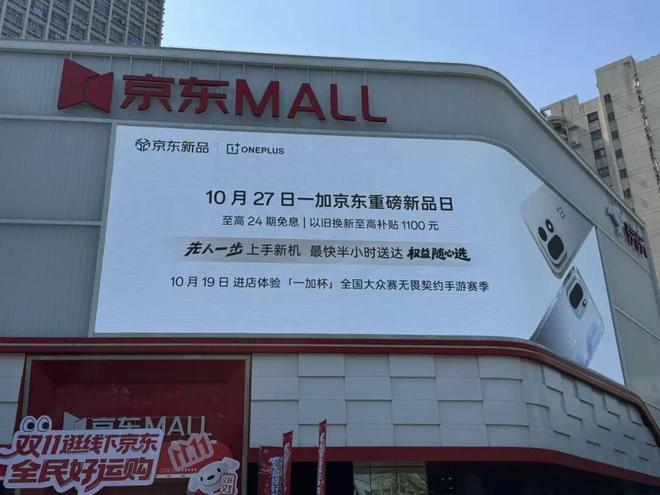 京东MALL
京东新品 | ONEPLUS
10月27日一加京东重磅新品日
至高24期免息 | 以旧换新至高补贴1100元
先人一步 上手新机 最快半小时送达 权益随心选
10月19日 进店体验「一加杯」全国大众赛无畏契约手游赛季
京东
京东MALL
双11逛线下京东
全民好运购
11.11